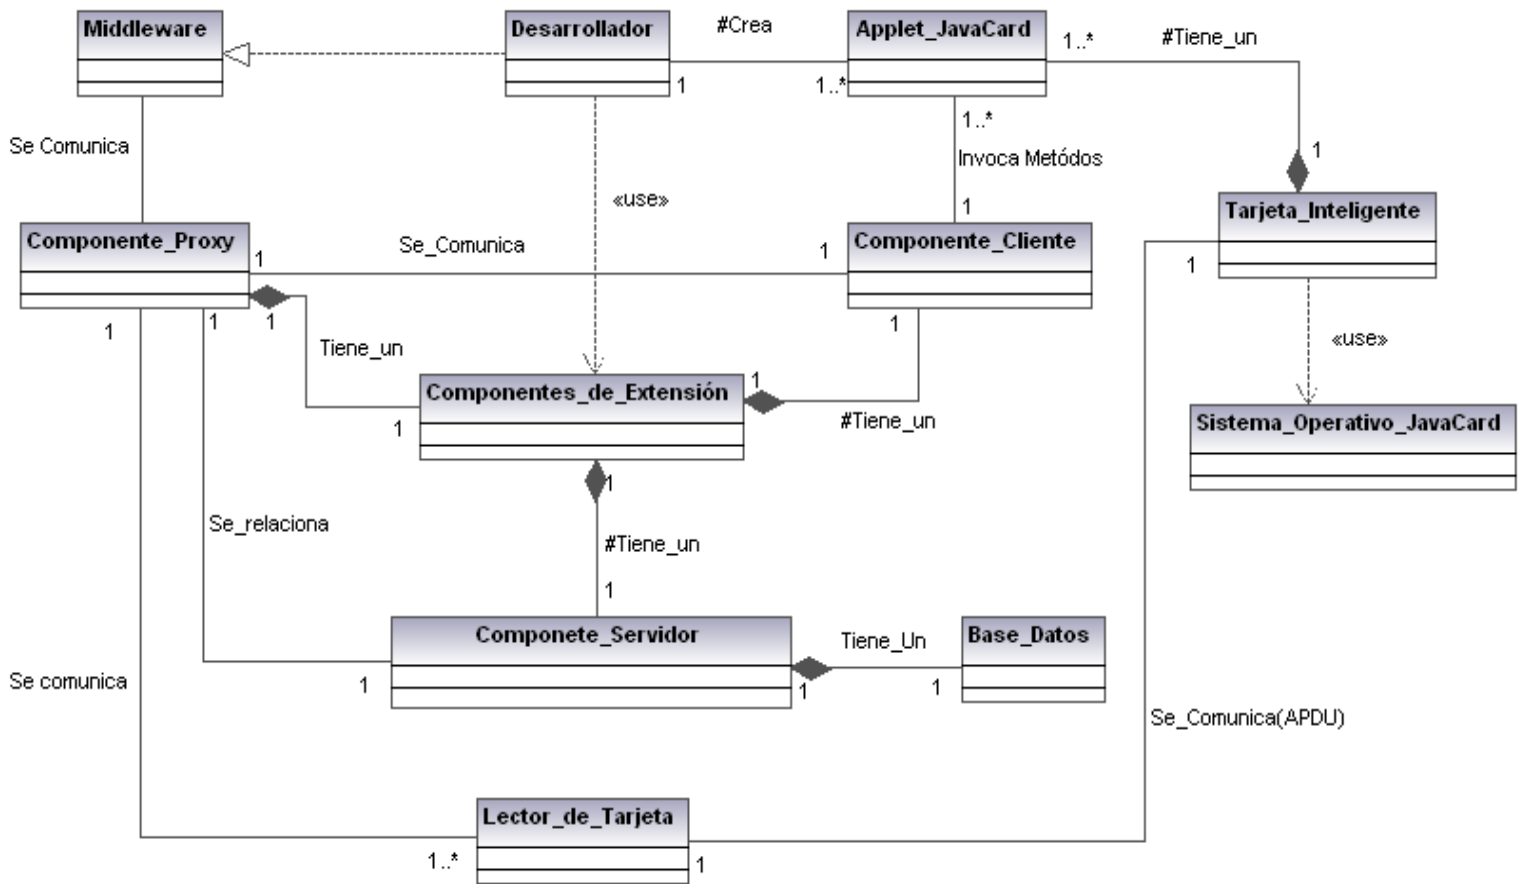 Middleware
Desarrollador
#Crea
Applet_JavaCard
1..*
#Tiene_un
1
1..*
1..*
Se Comunica
Invoca Metódos
1
«use»
1
Tarjeta_Inteligente
Componente_Proxy
1
Se_Comunica
1
Componente_Cliente
1
1
1
1
1
Tiene_un
«use»
Componentes_de_Extensión
1
1
#Tiene_un
Sistema_Operativo_JavaCard
1
Se_relaciona
#Tiene_un
1
Componete_Servidor
Tiene_Un
Base_Datos
1
1
1
Se comunica
Se_Comunica(APDU)
Lector_de_Tarjeta
1..*
1